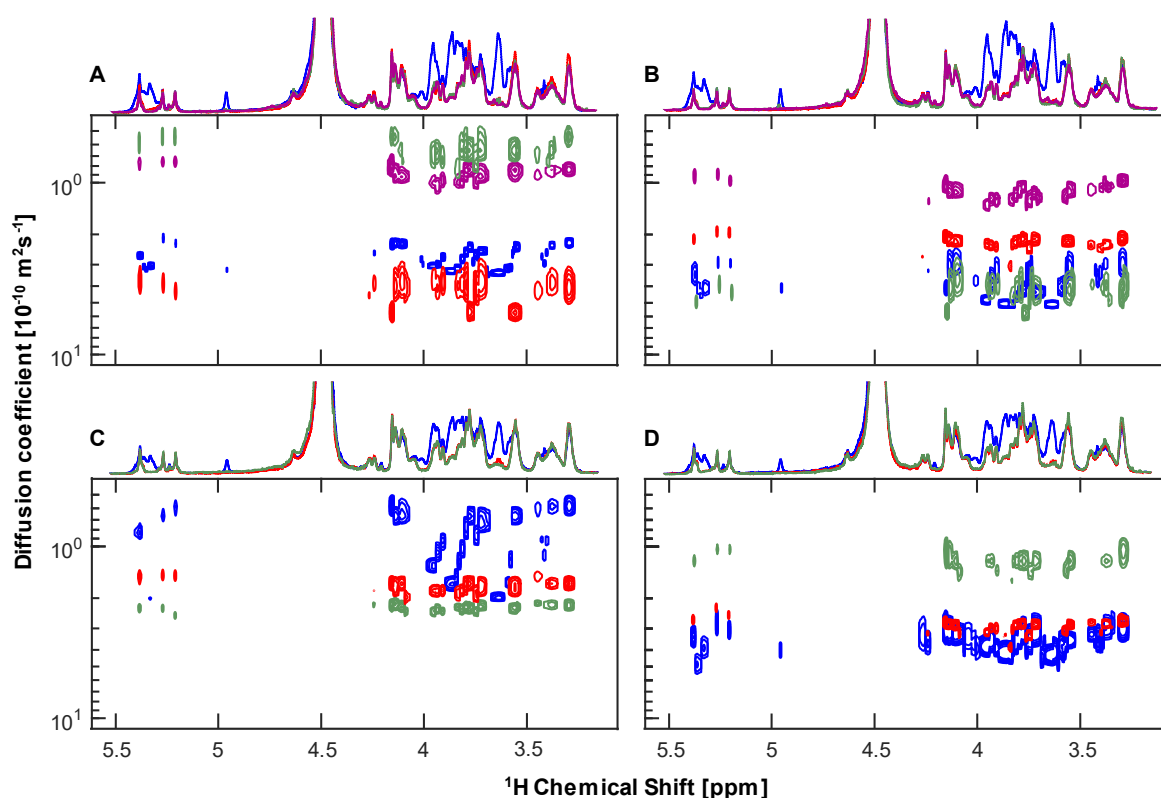 A
B
10⁰
10¹
C
D
10⁰
10¹
Diffusion coefficient [10⁻¹⁰ m²s⁻¹]
5.5 5 4.5 4 3.5
5.5 5 4.5 4 3.5
¹H Chemical Shift [ppm]